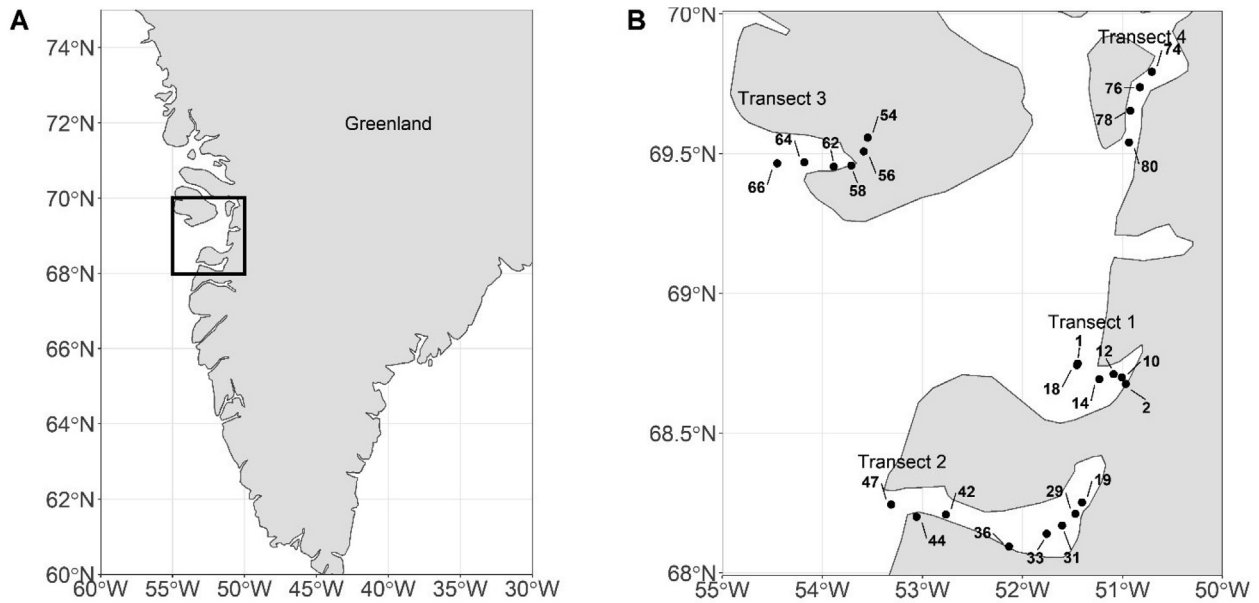 A
74°N
72°N
70°N
68°N
66°N
64°N
62°N
60°N
60°W
55°W
50°W
45°W
40°W
35°W
30°W
Greenland
B
70°N
69.5°N
69°N
68.5°N
68°N
55°W
54°W
53°W
52°W
51°W
50°W
Transect 4
74
76
78
80
Transect 3
54
64
62
56
66
58
Transect 1
1
12
10
18
14
2
Transect 2
47
42
29
19
44
36
33
31